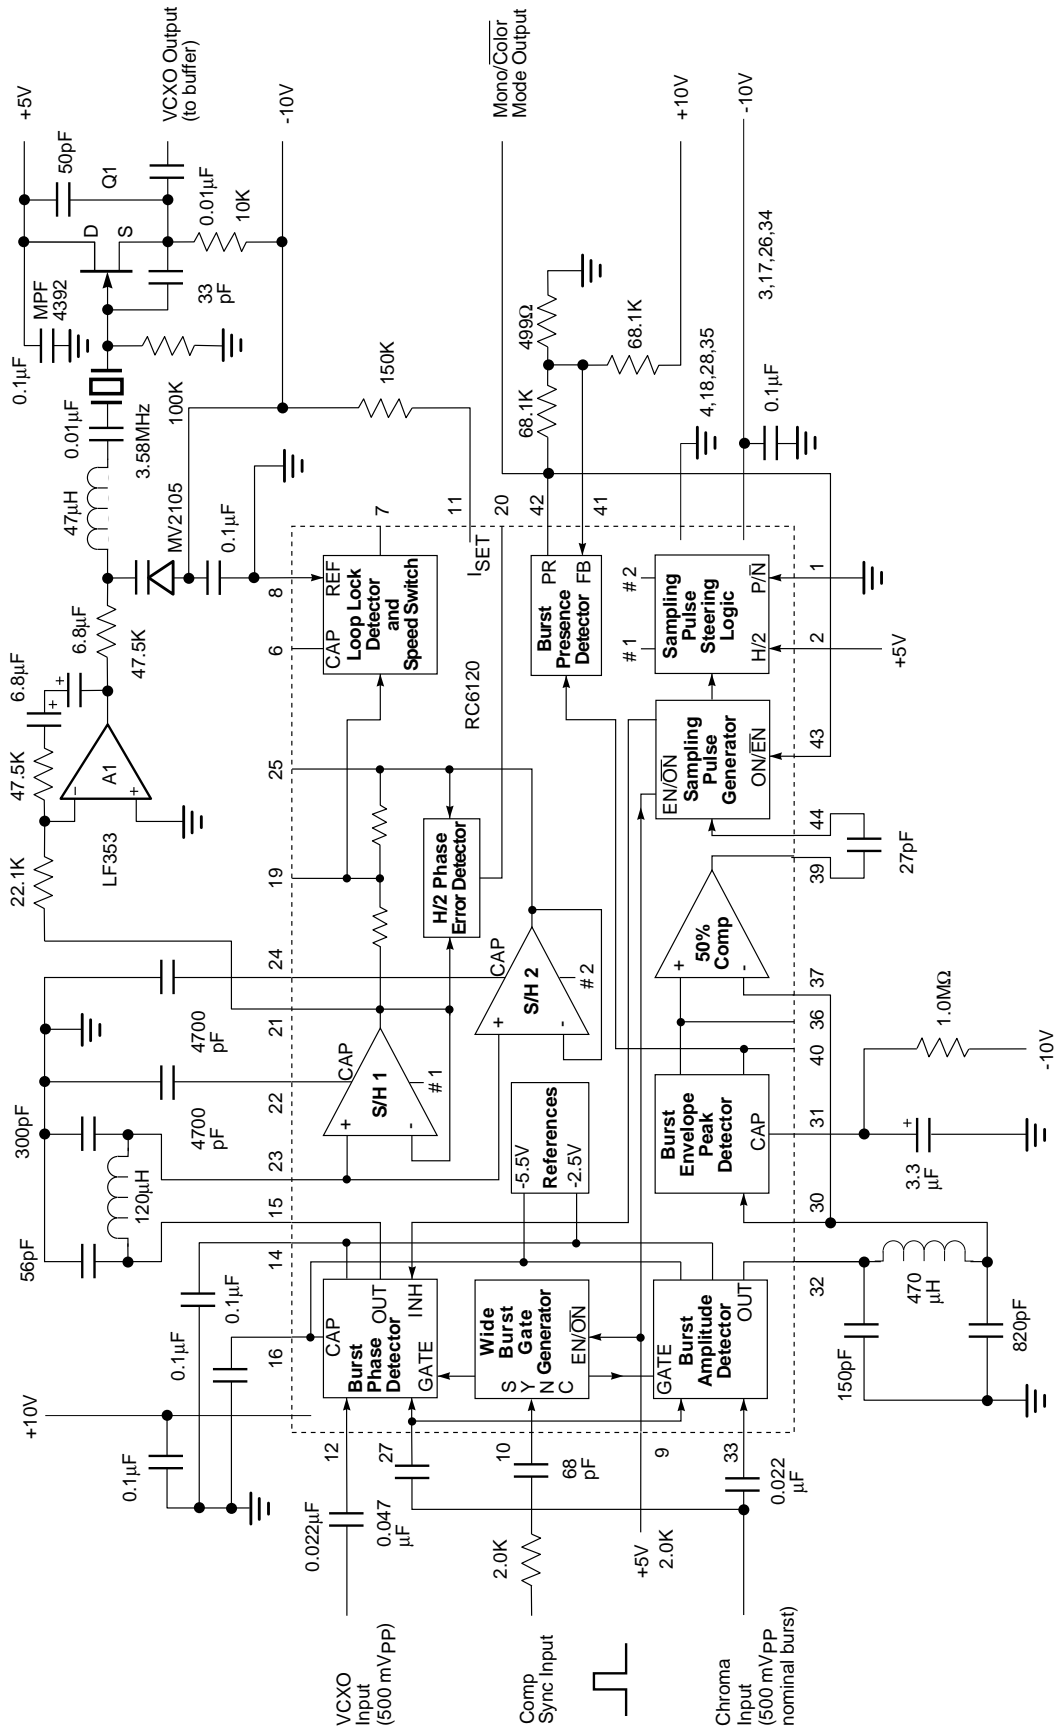 +5V
50pF
Q1
VCXO Output
(to buffer)
0.01µF
10K
-10V
D
S
MPF
4392
33
pF
0.1µF
0.01µF
3.58MHz
100K
47µH
MV2105
0.1µF
150K
6.8µF
6.8µF
47.5K
47.5K
A1
–
+
LF353
22.1K
Mono/Color
Mode Output
+10V
-10V
3,17,26,34
499Ω
68.1K
68.1K
4,18,28,35
0.1µF
8
6
7
11
ISET
20
42
41
REF
CAP
Loop Lock
Detector
and
Speed Switch
RC6120
PR
FB
Burst
Presence
Detector
# 1
# 2
Sampling
Pulse
Steering
Logic
H/2
P/N
1
2
+5V
43
EN/ON
Sampling
Pulse
Generator
ON/EN
44
39
27pF
25
19
24
21
22
23
15
14
16
H/2 Phase
Error Detector
CAP
S/H 2
+
-
# 2
CAP
S/H 1
+
-
# 1
50%
Comp
+
-
37
36
40
31
30
32
4700
pF
4700
pF
300pF
120µH
56pF
0.1µF
0.1µF
-5.5V
-2.5V
References
Burst
Envelope
Peak
Detector
CAP
1.0MΩ
-10V
+
3.3
µF
470
µH
820pF
150pF
CAP
OUT
INH
Burst
Phase
Detector
GATE
Wide
Burst
Gate
Generator
S
Y
N
C
EN/ON
GATE
Burst
Amplitude
Detector
OUT
+10V
0.1µF
12
27
10
9
33
0.022µF
0.047
µF
68
pF
2.0K
+5V
2.0K
0.022
µF
VCXO
Input
(500 mVPP)
Comp
Sync Input
Chroma
Input
(500 mVPP
nominal burst)